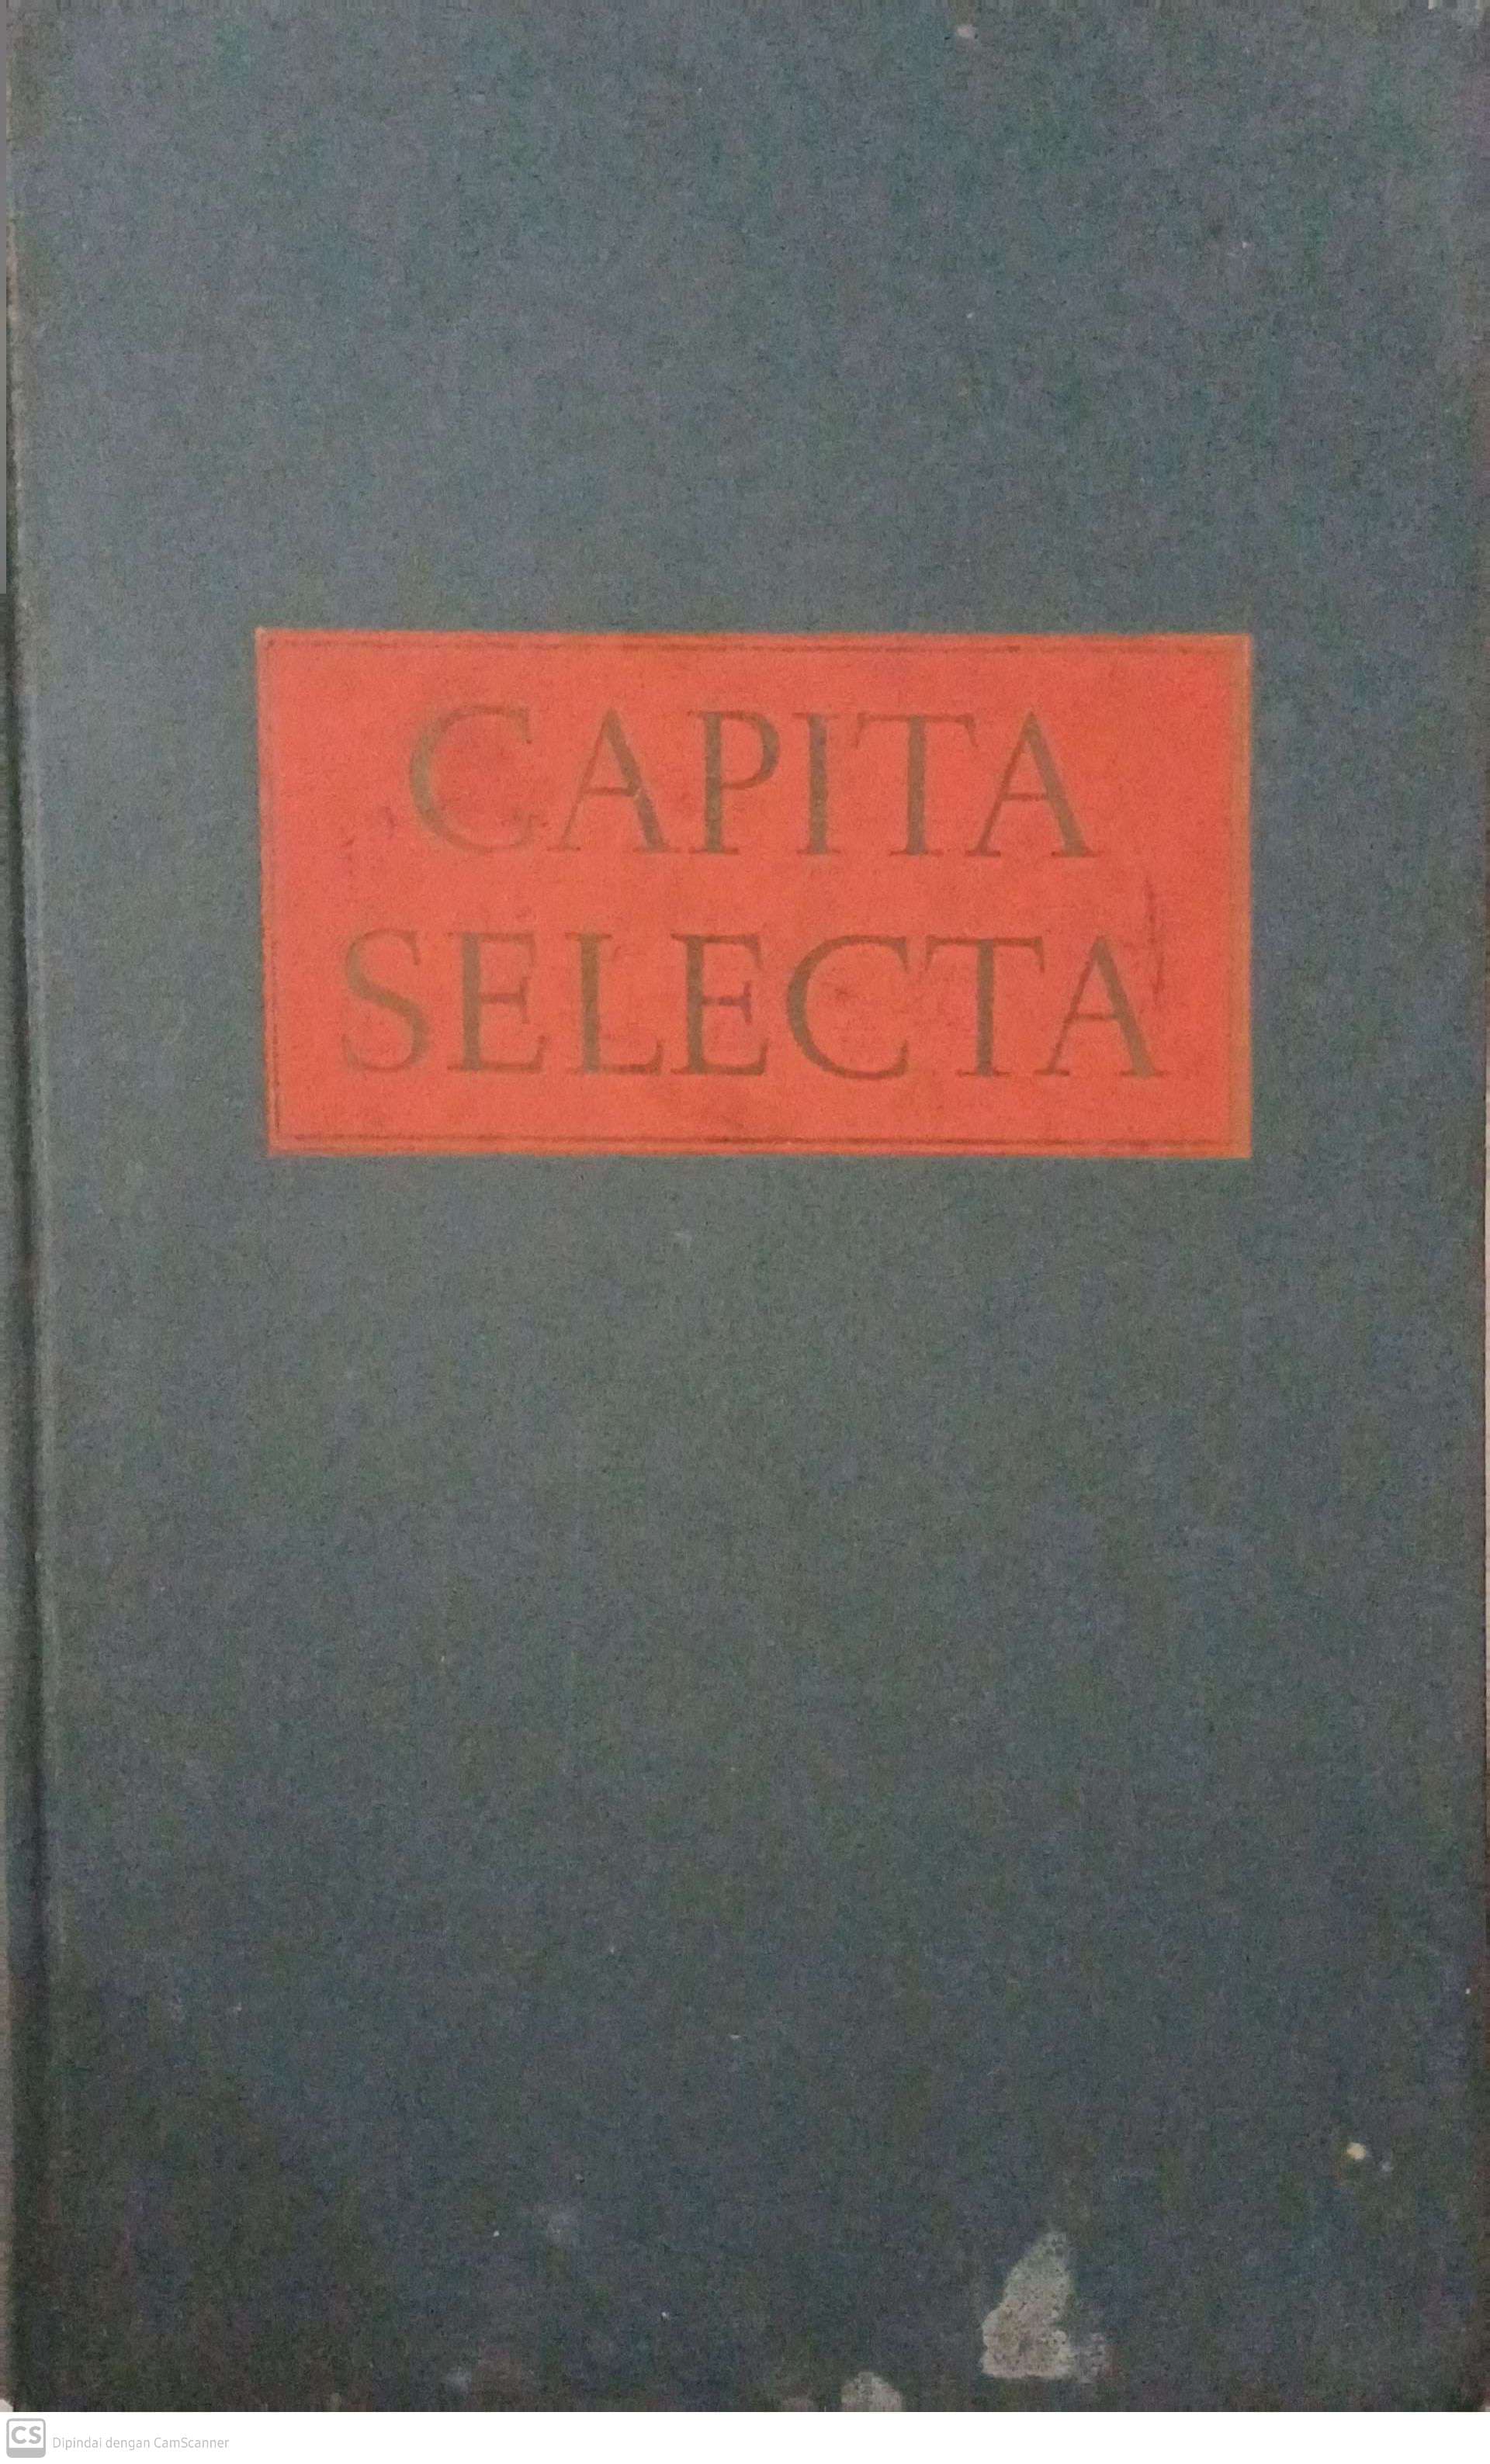 CAPITA
SELECTA
CS Dipindai dengan CamScanner